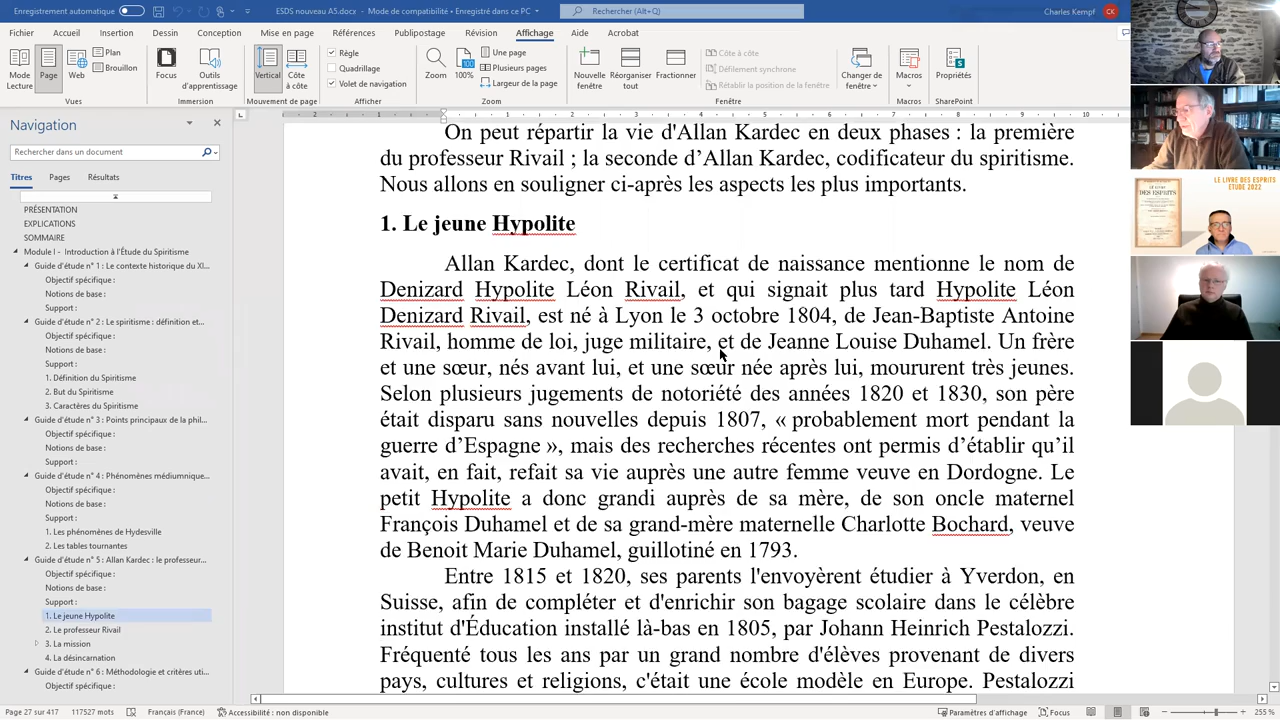 Enregistrement automatique
ESDS nouveau A5.docx - Mode de compatibilité • Enregistré dans ce PC
Rechercher (Alt+Q)
Charles Kempf
CK
Fichier
Accueil
Insertion
Dessin
Conception
Mise en page
Références
Publipostage
Révision
Affichage
Aide
Acrobat
Mode Lecture
Page
Web
Plan
Brouillon
Vues
Focus
Outils d'apprentissage
Immersion
Vertical
Côte à côte
Mouvement de page
Règle
Quadrillage
Volet de navigation
Afficher
Zoom
100%
Une page
Plusieurs pages
Largeur de la page
Zoom
Nouvelle fenêtre
Réorganiser tout
Fractionner
Côte à côte
Défilement synchrone
Rétablir la position de la fenêtre
Changer de fenêtre
Fenêtre
Macros
Macros
Propriétés
SharePoint
Navigation
Rechercher dans un document
Titres
Pages
Résultats
PRÉSENTATION
EXPLICATIONS
SOMMAIRE
Module I - Introduction à l'Étude du Spiritisme
Guide d'étude n° 1 : Le contexte historique du XI...
Objectif spécifique :
Notions de base :
Support :
Guide d'étude n° 2 : Le spiritisme : définition et...
Objectif spécifique :
Notions de base :
Support :
1. Définition du Spiritisme
2. But du Spiritisme
3. Caractères du Spiritisme
Guide d'étude n° 3 : Points principaux de la phil...
Objectif spécifique :
Notions de base :
Support :
Guide d'étude n° 4 : Phénomènes médiumnique...
Objectif spécifique :
Notions de base :
Support :
1. Les phénomènes de Hydesville
2. Les tables tournantes
Guide d'étude n° 5 : Allan Kardec : le professeur...
Objectif spécifique :
Notions de base :
Support :
1. Le jeune Hypolite
2. Le professeur Rivail
3. La mission
4. La désincarnation
Guide d'étude n° 6 : Méthodologie et critères uti...
Objectif spécifique :
On peut répartir la vie d'Allan Kardec en deux phases : la première
du professeur Rivail ; la seconde d’Allan Kardec, codificateur du spiritisme.
Nous allons en souligner ci-après les aspects les plus importants.
1. Le jeune Hypolite
Allan Kardec, dont le certificat de naissance mentionne le nom de
Denizard Hypolite Léon Rivail, et qui signait plus tard Hypolite Léon
Denizard Rivail, est né à Lyon le 3 octobre 1804, de Jean-Baptiste Antoine
Rivail, homme de loi, juge militaire, et de Jeanne Louise Duhamel. Un frère
et une sœur, nés avant lui, et une sœur née après lui, moururent très jeunes.
Selon plusieurs jugements de notoriété des années 1820 et 1830, son père
était disparu sans nouvelles depuis 1807, « probablement mort pendant la
guerre d’Espagne », mais des recherches récentes ont permis d’établir qu’il
avait, en fait, refait sa vie auprès une autre femme veuve en Dordogne. Le
petit Hypolite a donc grandi auprès de sa mère, de son oncle maternel
François Duhamel et de sa grand-mère maternelle Charlotte Bochard, veuve
de Benoit Marie Duhamel, guillotiné en 1793.
Entre 1815 et 1820, ses parents l'envoyèrent étudier à Yverdon, en
Suisse, afin de compléter et d'enrichir son bagage scolaire dans le célèbre
institut d'Éducation installé là-bas en 1805, par Johann Heinrich Pestalozzi.
Fréquenté tous les ans par un grand nombre d'élèves provenant de divers
pays, cultures et religions, c'était une école modèle en Europe. Pestalozzi
LE LIVRE DES ESPRITS
ETUDE 2022
Page 27 sur 417
117527 mots
Français (France)
Accessibilité : non disponible
Paramètres d'affichage
Focus
255 %